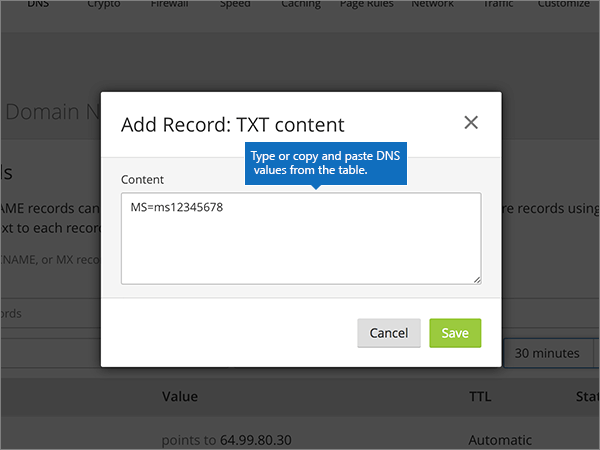 DNS Crypto Firewall Speed Caching Page Rules Network Traffic Customize
Domain N
Add Record: TXT content
Type or copy and paste DNS
values from the table.
Content
MS=ms12345678
ds
AME records can
re records using
xt to each record
CNAME, or MX reco
ords
Cancel
Save
30 minutes
Value TTL Stat
points to 64.99.80.30 Automatic